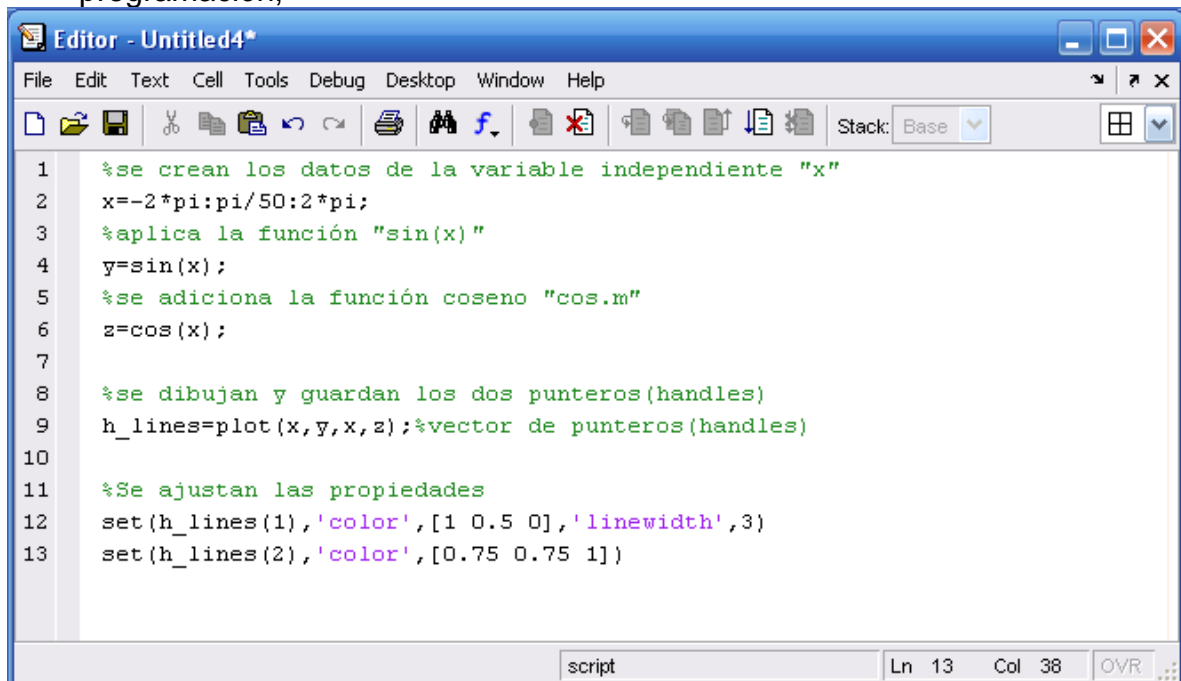 programación,
Editor - Untitled4*
File Edit Text Cell Tools Debug Desktop Window Help
Stack: Base
1 %se crean los datos de la variable independiente "x"
2 x=-2*pi:pi/50:2*pi;
3 %aplica la función "sin(x)"
4 y=sin(x);
5 %se adiciona la función coseno "cos.m"
6 z=cos(x);
7
8 %se dibujan y guardan los dos punteros(handles)
9 h_lines=plot(x,y,x,z);%vector de punteros(handles)
10
11 %Se ajustan las propiedades
12 set(h_lines(1),'color',[1 0.5 0],'linewidth',3)
13 set(h_lines(2),'color',[0.75 0.75 1])
script Ln 13 Col 38 OVR